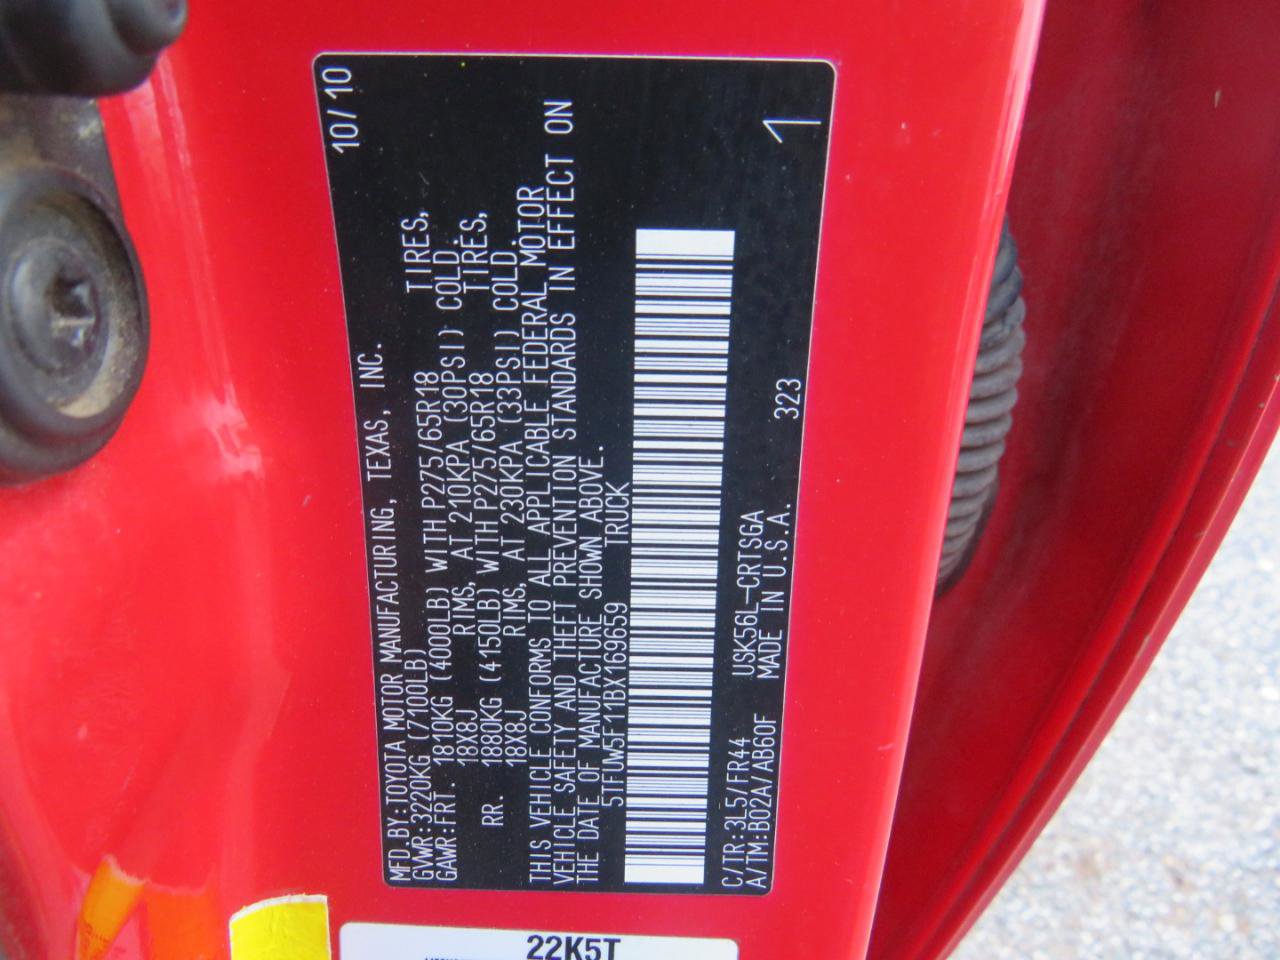 10/10
MFD.BY:TOYOTA MOTOR MANUFACTURING, TEXAS, INC.
GVWR:3220KG (7100LB)
GAWR:FRT. 1810KG (4000LB) WITH P275/65R18 TIRES,
18X8J RIMS, AT 210KPA (30PSI) COLD.
RR. 1880KG (4150LB) WITH P275/65R18 TIRES,
18X8J RIMS, AT 230KPA (33PSI) COLD.
THIS VEHICLE CONFORMS TO ALL APPLICABLE FEDERAL MOTOR
VEHICLE SAFETY AND THEFT PREVENTION STANDARDS IN EFFECT ON
THE DATE OF MANUFACTURE SHOWN ABOVE.
5TFUW5F11BX169659 TRUCK
C/TR:3L5/FR44 USK56L-CRTSGA
A/TM:B02A/AB60F MADE IN U.S.A. 323
1
22K5T